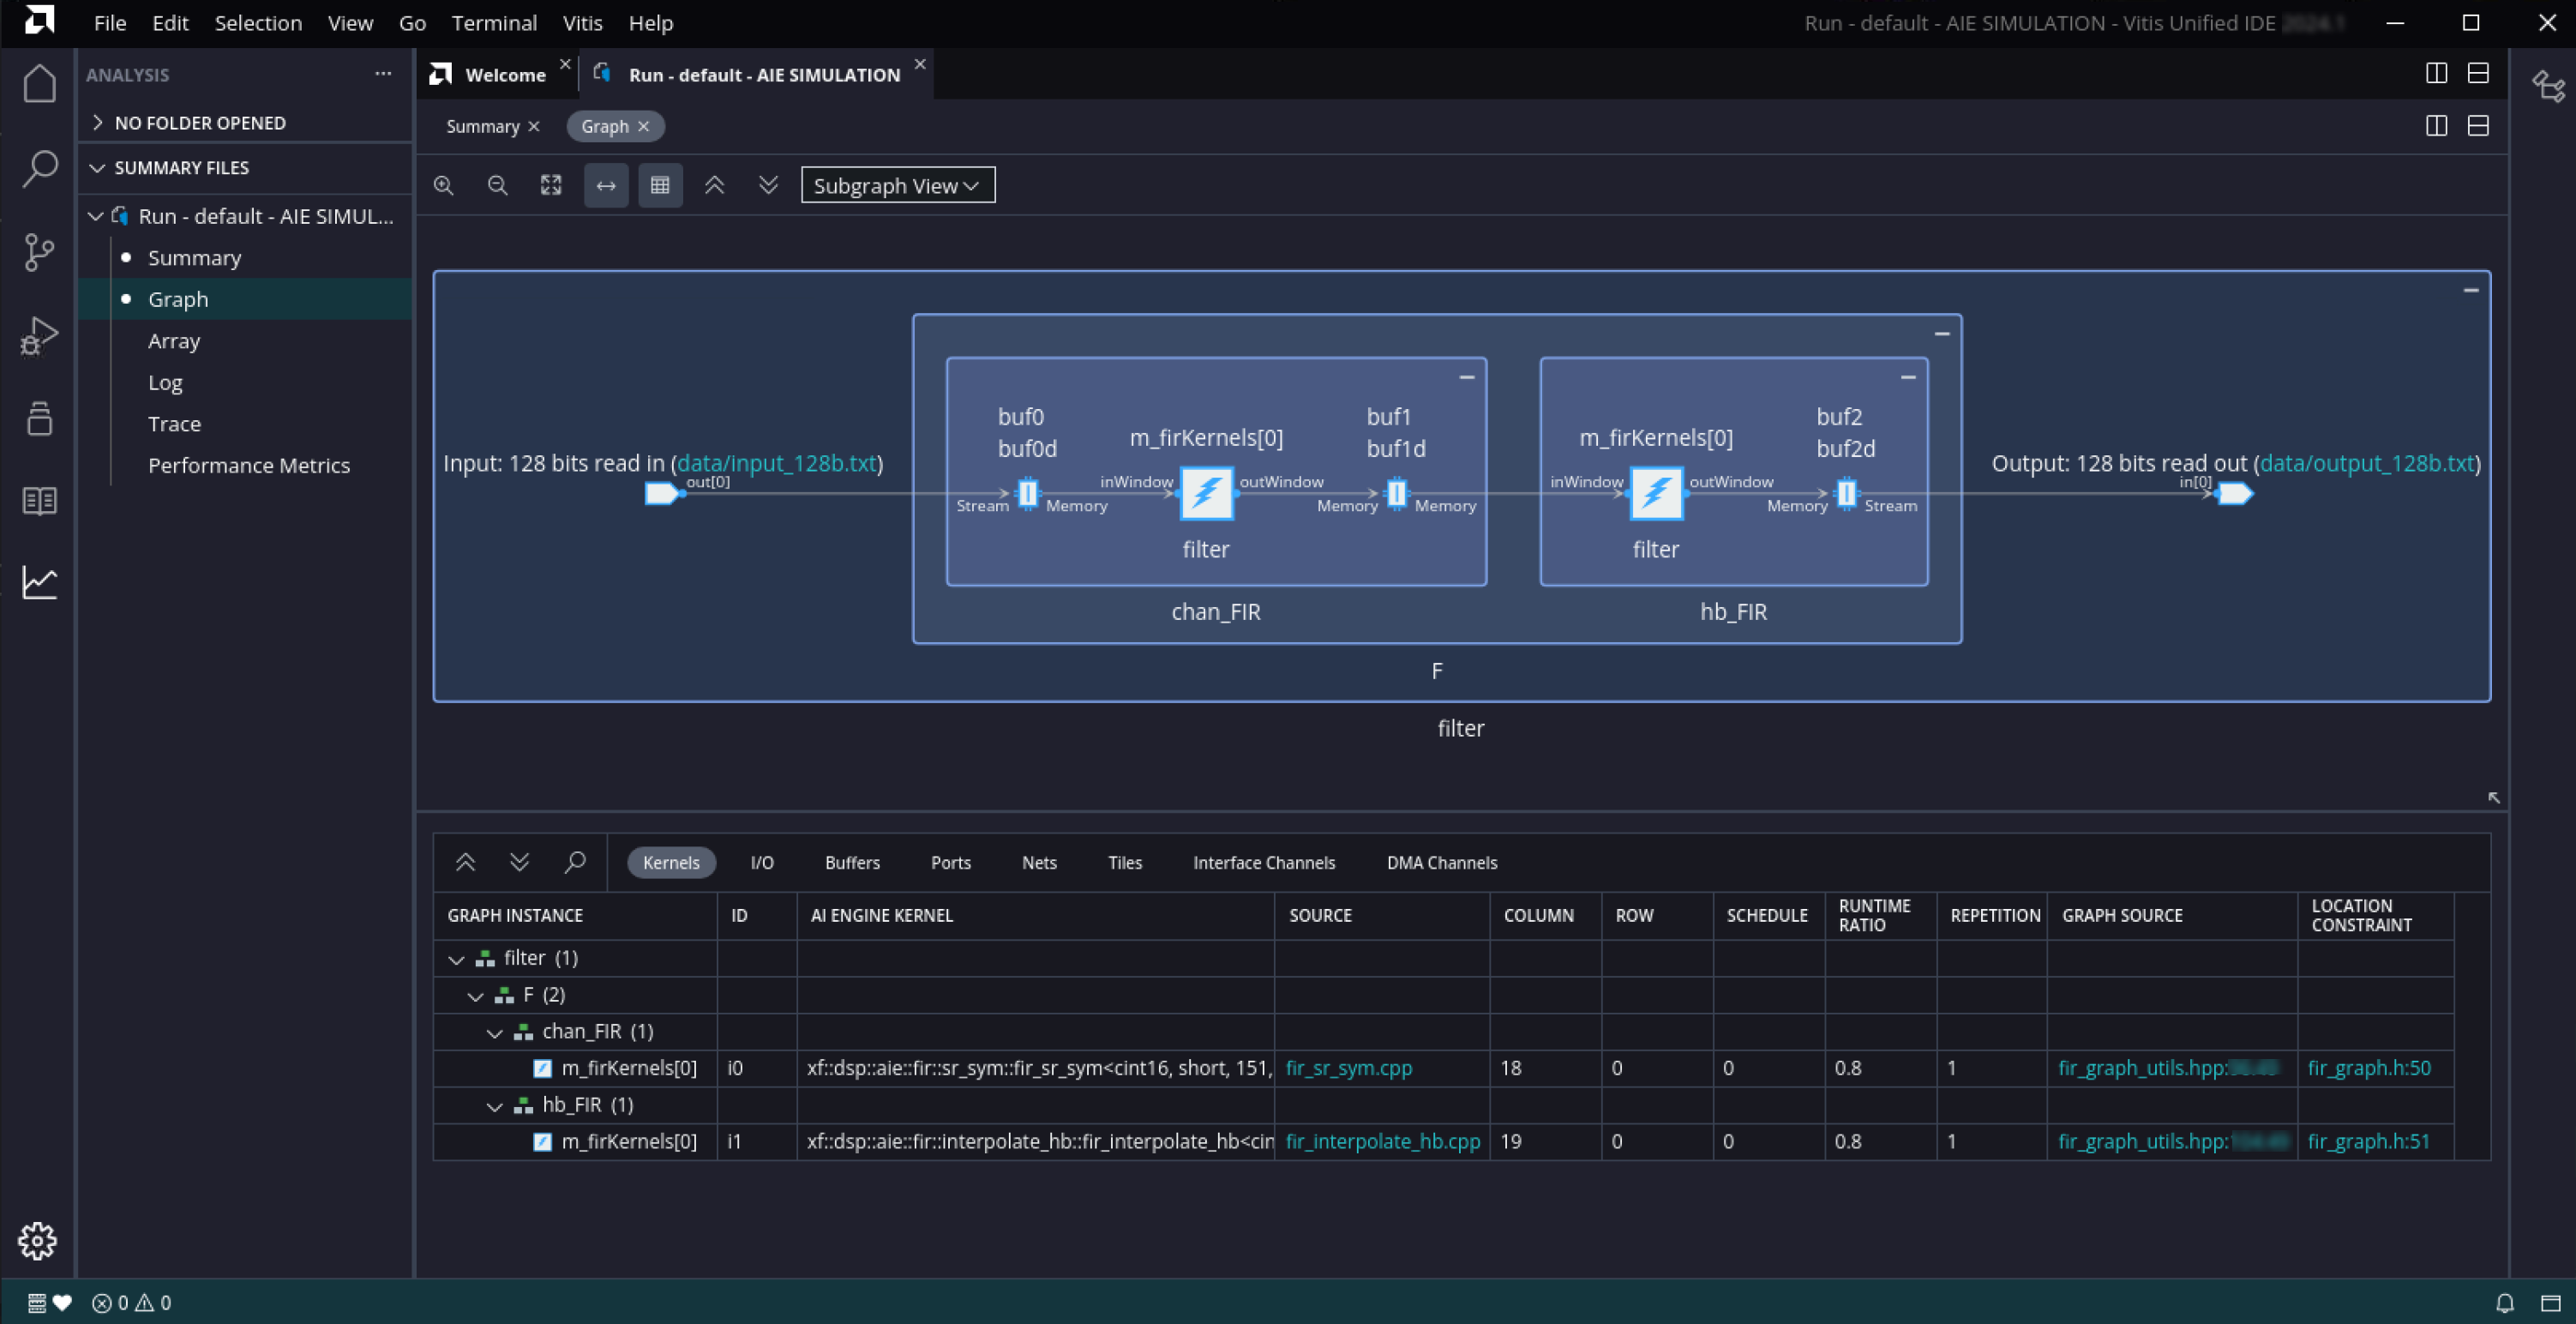 File Edit Selection View Go Terminal Vitis Help
Run - default - AIE SIMULATION - Vitis Unified IDE
ANALYSIS
NO FOLDER OPENED
SUMMARY FILES
Run - default - AIE SIMUL...
Summary
Graph
Array
Log
Trace
Performance Metrics
Welcome
Run - default - AIE SIMULATION
Summary
Graph
Subgraph View
Input: 128 bits read in (data/input_128b.txt)
out[0]
Stream
buf0
buf0d
Memory
inWindow
m_firKernels[0]
filter
outWindow
Memory
buf1
buf1d
Memory
chan_FIR
inWindow
m_firKernels[0]
filter
outWindow
Memory
buf2
buf2d
Stream
hb_FIR
Output: 128 bits read out (data/output_128b.txt)
in[0]
F
filter
Kernels I/O Buffers Ports Nets Tiles Interface Channels DMA Channels
GRAPH INSTANCE ID AI ENGINE KERNEL SOURCE COLUMN ROW SCHEDULE RUNTIME RATIO REPETITION GRAPH SOURCE LOCATION CONSTRAINT
filter (1)
F (2)
chan_FIR (1)
m_firKernels[0] i0 xf::dsp::aie::fir::sr_sym::fir_sr_sym<cint16, short, 151, fir_sr_sym.cpp 18 0 0 0.8 1 fir_graph_utils.hpp: fir_graph.h:50
hb_FIR (1)
m_firKernels[0] i1 xf::dsp::aie::fir::interpolate_hb::fir_interpolate_hb<cin fir_interpolate_hb.cpp 19 0 0 0.8 1 fir_graph_utils.hpp: fir_graph.h:51
0 0